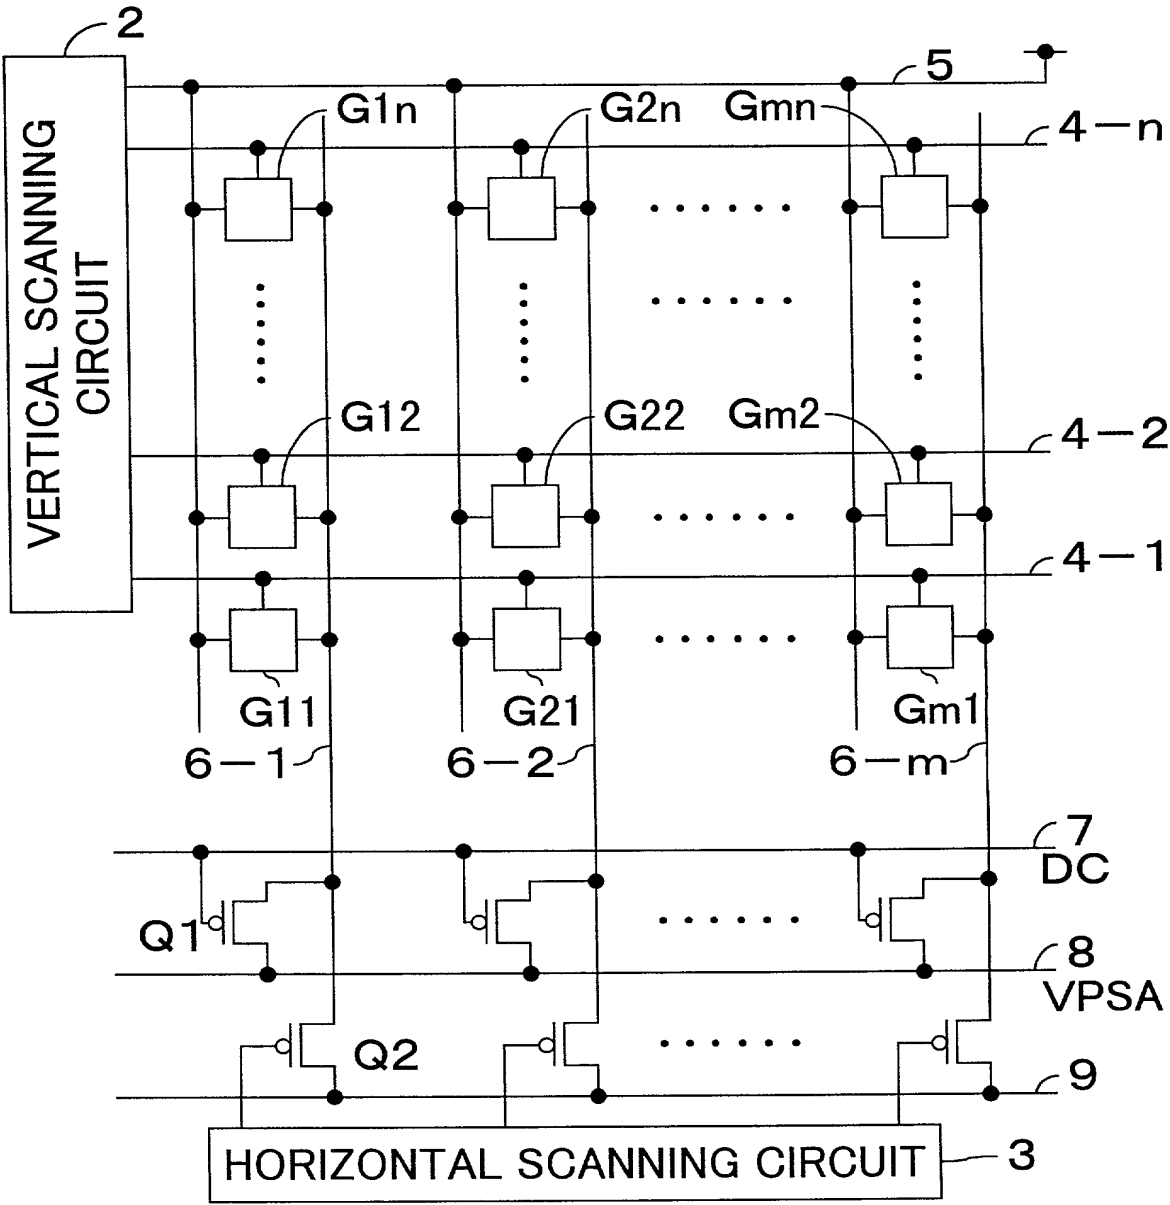 2
5
G1n
G2n
Gmn
4-n
VERTICAL SCANNING
CIRCUIT
G12
G22
Gm2
4-2
4-1
G11
G21
Gm1
6-1
6-2
6-m
7
DC
Q1
8
VPSA
Q2
9
HORIZONTAL SCANNING CIRCUIT
3